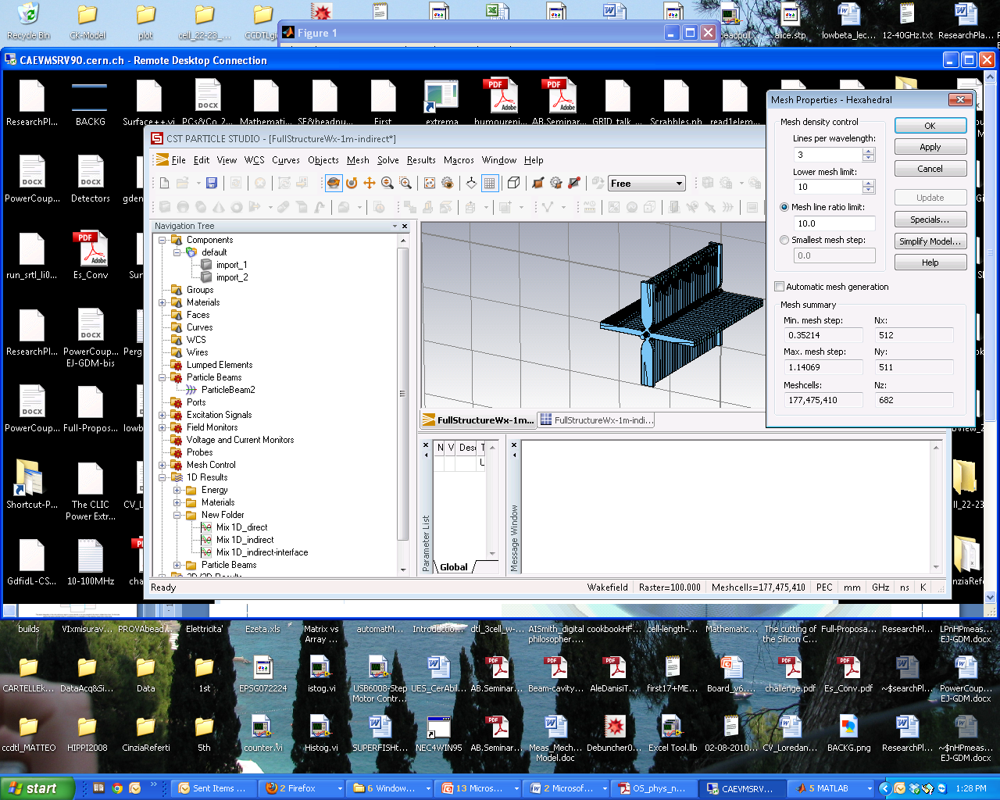 Recycle Bin
CK-Model
plot
cell_22-23_...
CCDTLgi
Figure 1
beadpull...
alice.stp
lowbeta_lec...
12-40GHz.txt
ResearchPla...
CAEVMSRV90.cern.ch - Remote Desktop Connection
ResearchPl...
BACKG
Surface++.vi
PCs&Co_2...
Mathemati...
SF&headpu
First
extrema
humoureni
AB.Seminar
GRID_talk
Scrabbles.nb
read1elem
PowerCoup...
Detectors
gden
run_srtl_li0...
Es_Conv
Sur
ResearchPl...
PowerCoup...
EJ-GDM-bis
Perg
PowerCoup...
Full-Propos...
lowb
Shortcut-P...
The CLIC
Power Extr...
CV_L
GdfidL-CS...
10-100MHz
cha
ll_22-23
nziaRefe
CST PARTICLE STUDIO - [FullStructureWx-1m-indirect*]
File Edit View WCS Curves Objects Mesh Solve Results Macros Window Help
Free
Navigation Tree
Components
default
import_1
import_2
Groups
Materials
Faces
Curves
WCS
Wires
Lumped Elements
Particle Beams
ParticleBeam2
Ports
Excitation Signals
Field Monitors
Voltage and Current Monitors
Probes
Mesh Control
1D Results
Energy
Materials
New Folder
Mix 1D_direct
Mix 1D_indirect
Mix 1D_indirect-interface
Particle Beams
2D/3D Results
FullStructureWx-1m...
FullStructureWx-1m-indi...
N V Desc T
Parameter List
Global
Message Window
Ready
Wakefield Raster=100.000 Meshcells=177,475,410 PEC mm GHz ns K
Mesh Properties - Hexahedral
Mesh density control
Lines per wavelength:
3
Lower mesh limit:
10
Mesh line ratio limit:
10.0
Smallest mesh step:
0.0
OK
Apply
Cancel
Update
Specials...
Simplify Model...
Help
Automatic mesh generation
Mesh summary
Min. mesh step: Nx:
0.35214 512
Max. mesh step: Ny:
1.14069 511
Meshcells: Nz:
177,475,410 682
builds
VIxmisurav...
PROVAbead...
Elettricita'
Ezeta.xls
Matrix vs
Array ...
automatM...
Introductio...
dtl_3cell_w-...
AISmith_digital
philosopher....
cookbookHF...
cell-length-...
Mathematic...
The cutting of
the Silicon C...
Full-Proposa...
ResearchPl...
LPnHPmeas...
EJ-GDM.docx
CARTELLEk...
DataAcq&Si...
Data
1st
EPSG072224
istog.vi
USB6008-Step
Motor Contr...
UES_CerAbil...
AB.Seminar...
Beam-cavity...
AleDanisiT...
first17+ME...
Board_v6....
challenge.pdf
Es_Conv.pdf
~$searchPl...
PowerCoup...
EJ-GDM.docx
ccdtl_MATTEO
HIPPI2008
CinziaReferti
5th
counter.vi
Histog.vi
SUPERFISHt...
NEC4WIN95
AB.Seminar...
Meas_Mech...
Model.doc
Debuncher0...
Excel Tool.llb
02-08-2010...
CV_Loredan...
BACKG.png
ResearchPl...
~$nHPmeas...
EJ-GDM.docx
start
Sent Items ...
2 Firefox
6 Window...
13 Micros...
2 Microsof...
OS_phys_n...
CAEVMSRV...
5 MATLAB
1:28 PM